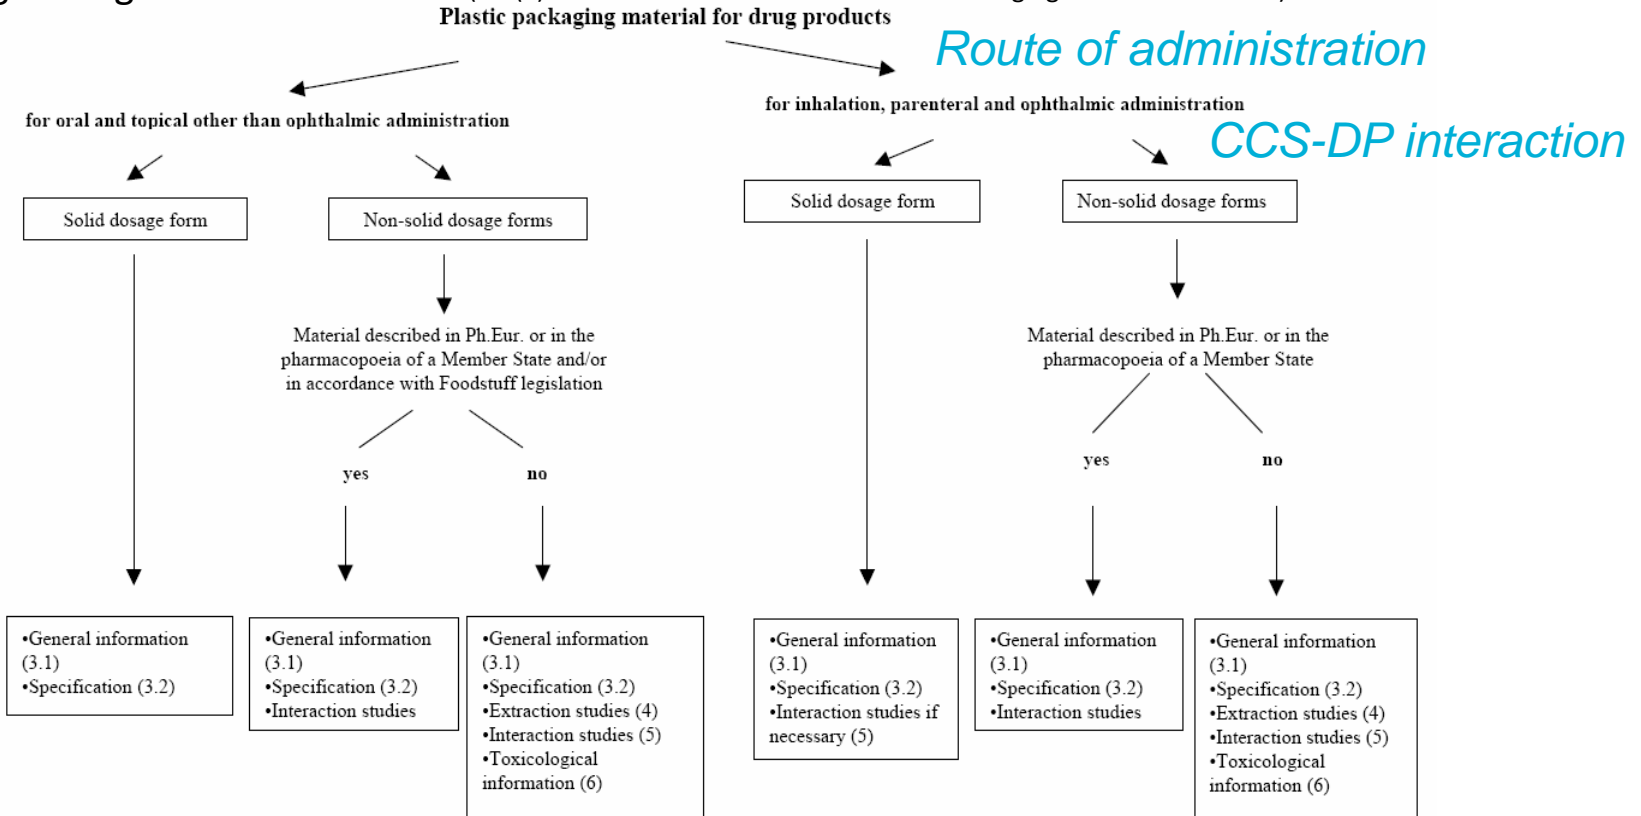 Plastic packaging material for drug products
Route of administration
for inhalation, parenteral and ophthalmic administration
for oral and topical other than ophthalmic administration
CCS-DP interaction
Solid dosage form
Non-solid dosage forms
Solid dosage form
Non-solid dosage forms
Material described in Ph.Eur. or in the
pharmacopoeia of a Member State and/or
in accordance with Foodstuff legislation
Material described in Ph.Eur. or in the
pharmacopoeia of a Member State
yes
no
yes
no
•General information
(3.1)
•Specification (3.2)
•General information
(3.1)
•Specification (3.2)
•Interaction studies
•General information
(3.1)
•Specification (3.2)
•Extraction studies (4)
•Interaction studies (5)
•Toxicological
information (6)
•General information
(3.1)
•Specification (3.2)
•Interaction studies if
necessary (5)
•General information
(3.1)
•Specification (3.2)
•Interaction studies
•General information
(3.1)
•Specification (3.2)
•Extraction studies (4)
•Interaction studies (5)
•Toxicological
information (6)